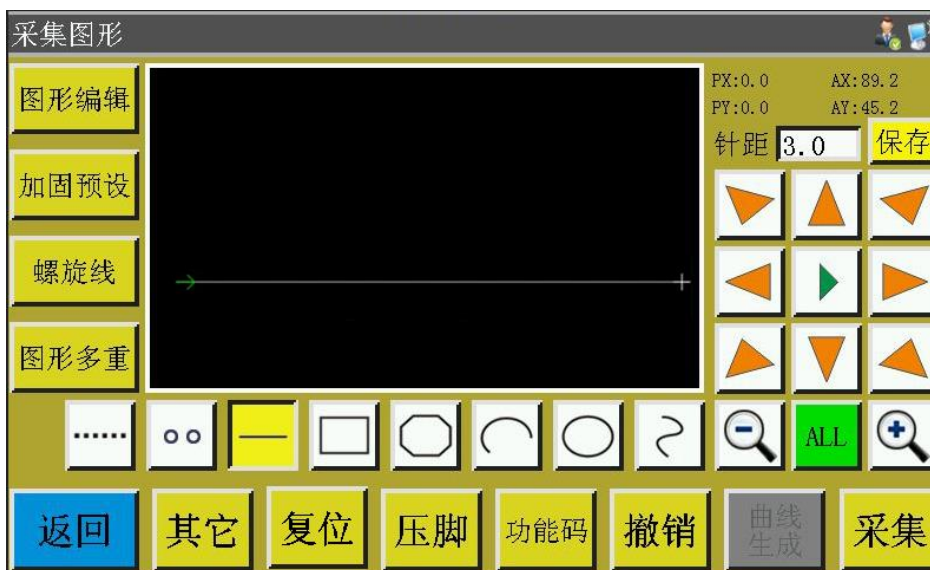 采集图形
图形编辑
加固预设
螺旋线
图形多重
PX:0.0 AX:89.2
PY:0.0 AY:45.2
针距 3.0 保存
ALL
返回 其它 复位 压脚 功能码 撤销 曲线生成 采集